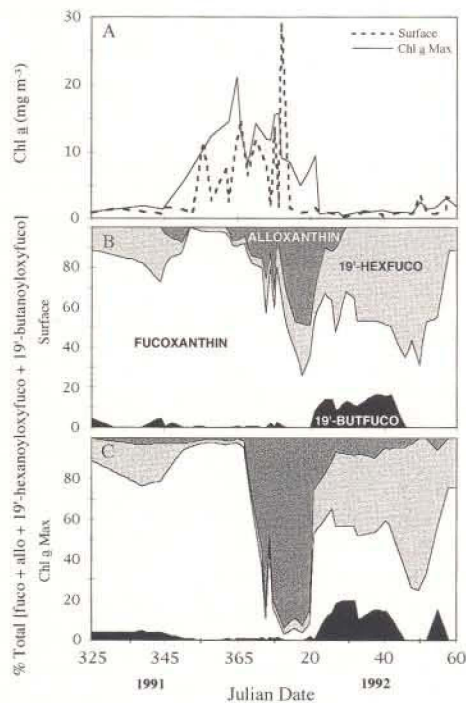 A
30
20
10
0
Chl a (mg m⁻³)
Surface
Chl a Max
B
80
60
40
20
0
ALLOXANTHIN
19'-HEXFUCO
FUCOXANTHIN
19'-BUTFUCO
Surface
% Total [fuco + allo + 19'-hexanoyloxyfuco + 19'-butanoyloxyfuco]
C
80
60
40
20
0
Chl a Max
325 345 365 20 40 60
1991 1992
Julian Date